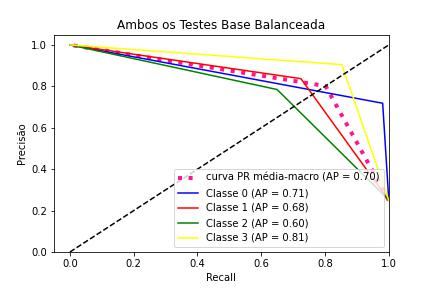 Ambos os Testes Base Balanceada
1.0
0.8
0.6
0.4
0.2
0.0
Precisão
curva PR média-macro (AP = 0.70)
Classe 0 (AP = 0.71)
Classe 1 (AP = 0.68)
Classe 2 (AP = 0.60)
Classe 3 (AP = 0.81)
0.0 0.2 0.4 0.6 0.8 1.0
Recall